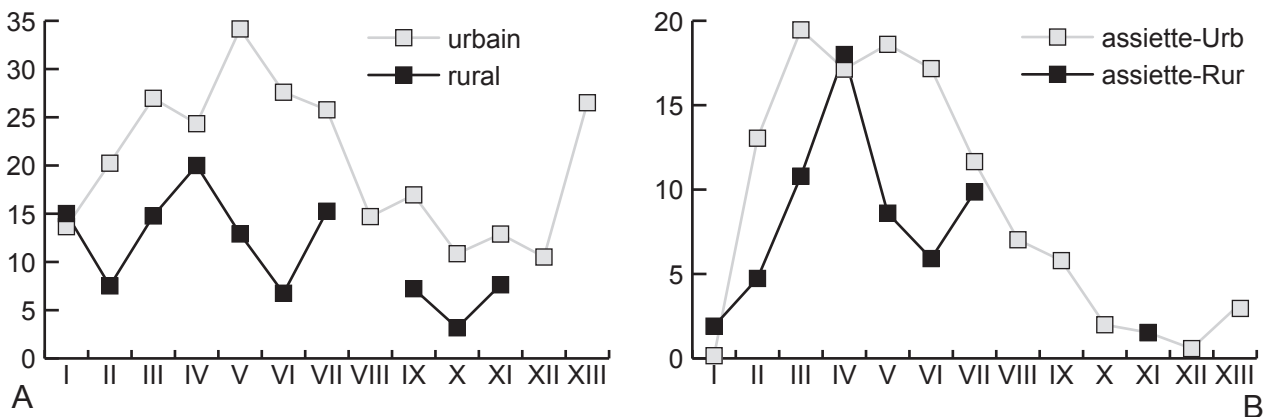 35
30
25
20
15
10
5
0
urbain
rural
I II III IV V VI VII VIII IX X XI XII XIII
A
20
15
10
5
0
assiette-Urb
assiette-Rur
I II III IV V VI VII VIII IX X XI XII XIII
B